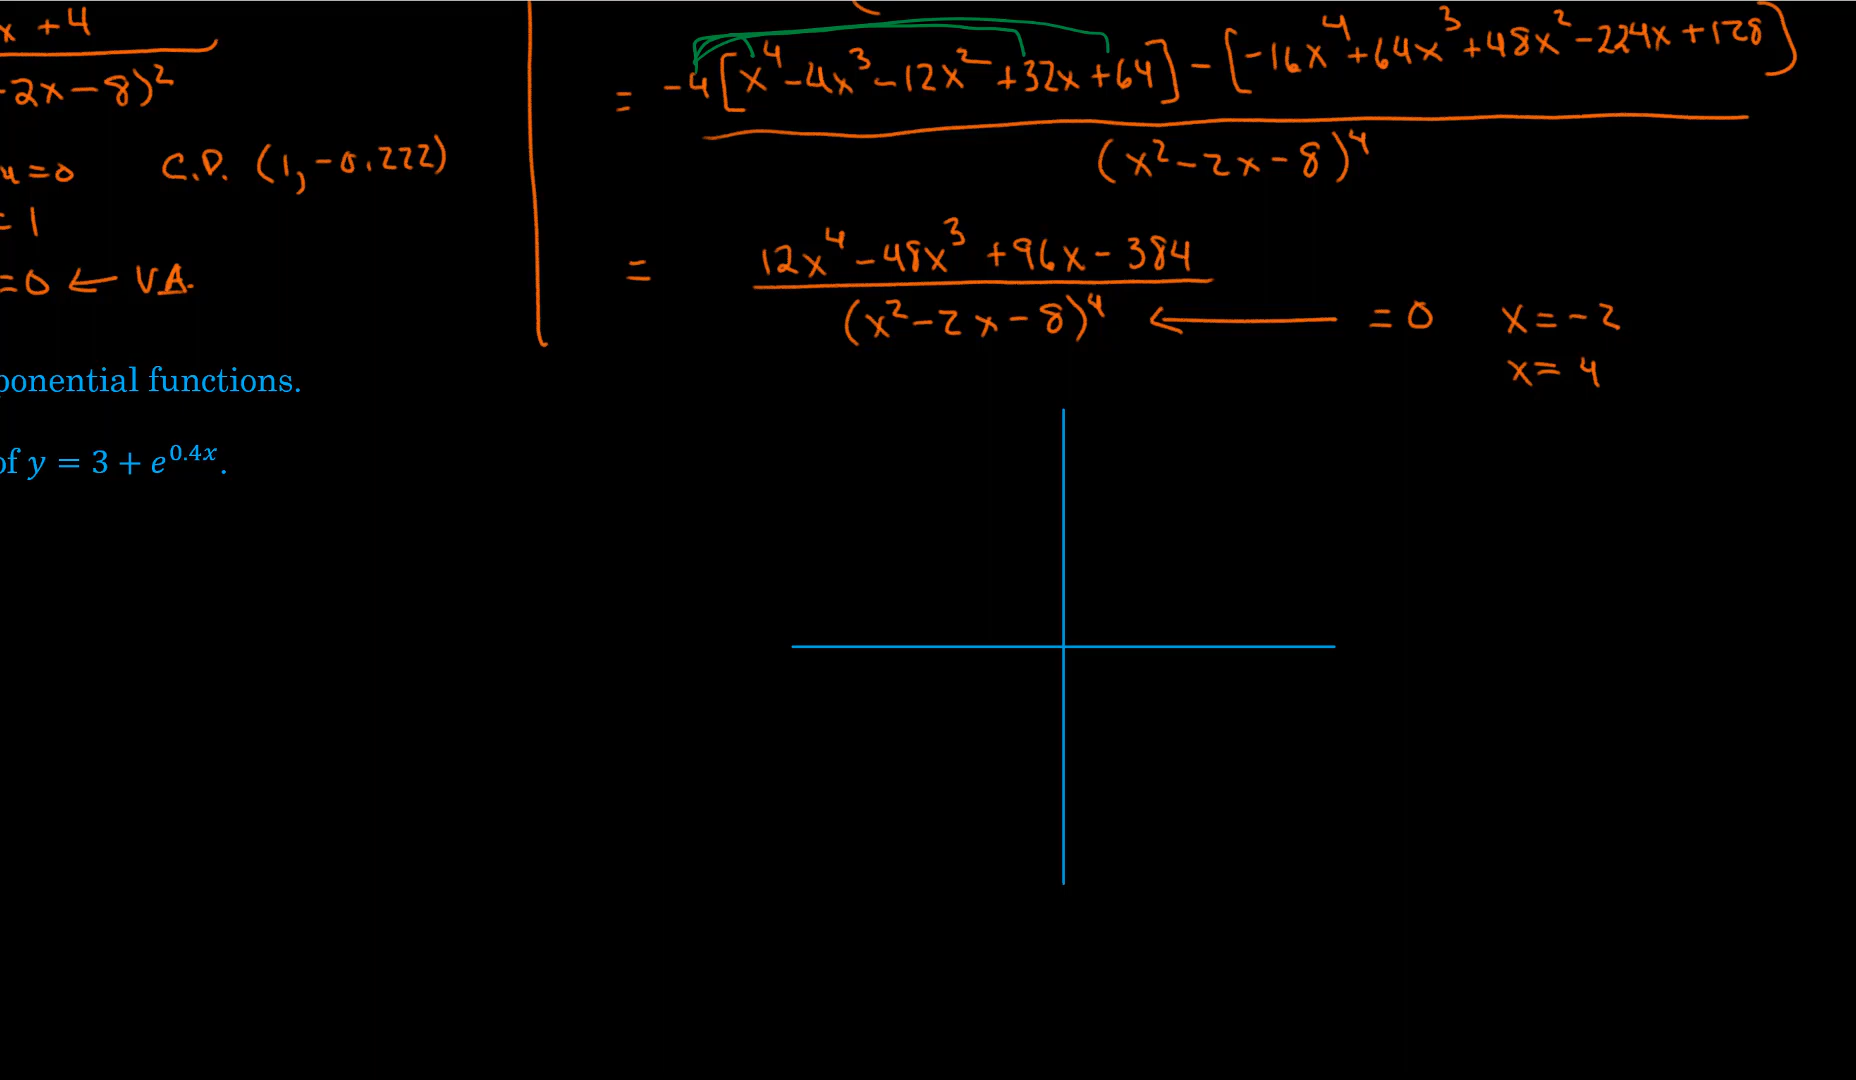 x + 4
2x - 8)²
= 0 C.P. (1, -0.222)
= 1
= 0 ← V.A.
ponential functions.
of y = 3 + e^{0.4x}.
= -4[x⁴ - 4x³ - 12x² + 32x + 64] - [-16x⁴ + 64x³ + 48x² - 224x + 128]
(x² - 2x - 8)⁴
= 12x⁴ - 48x³ + 96x - 384
(x² - 2x - 8)⁴ ← = 0 x = -2
x = 4